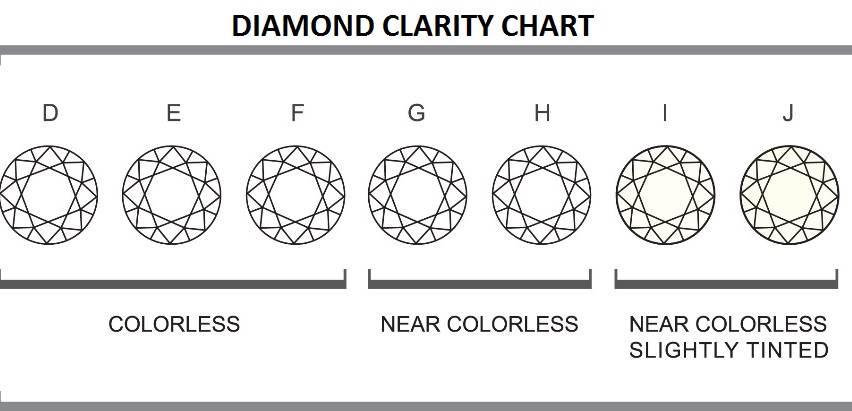 DIAMOND CLARITY CHART
D E F G H I J
COLORLESS
NEAR COLORLESS
NEAR COLORLESS
SLIGHTLY TINTED